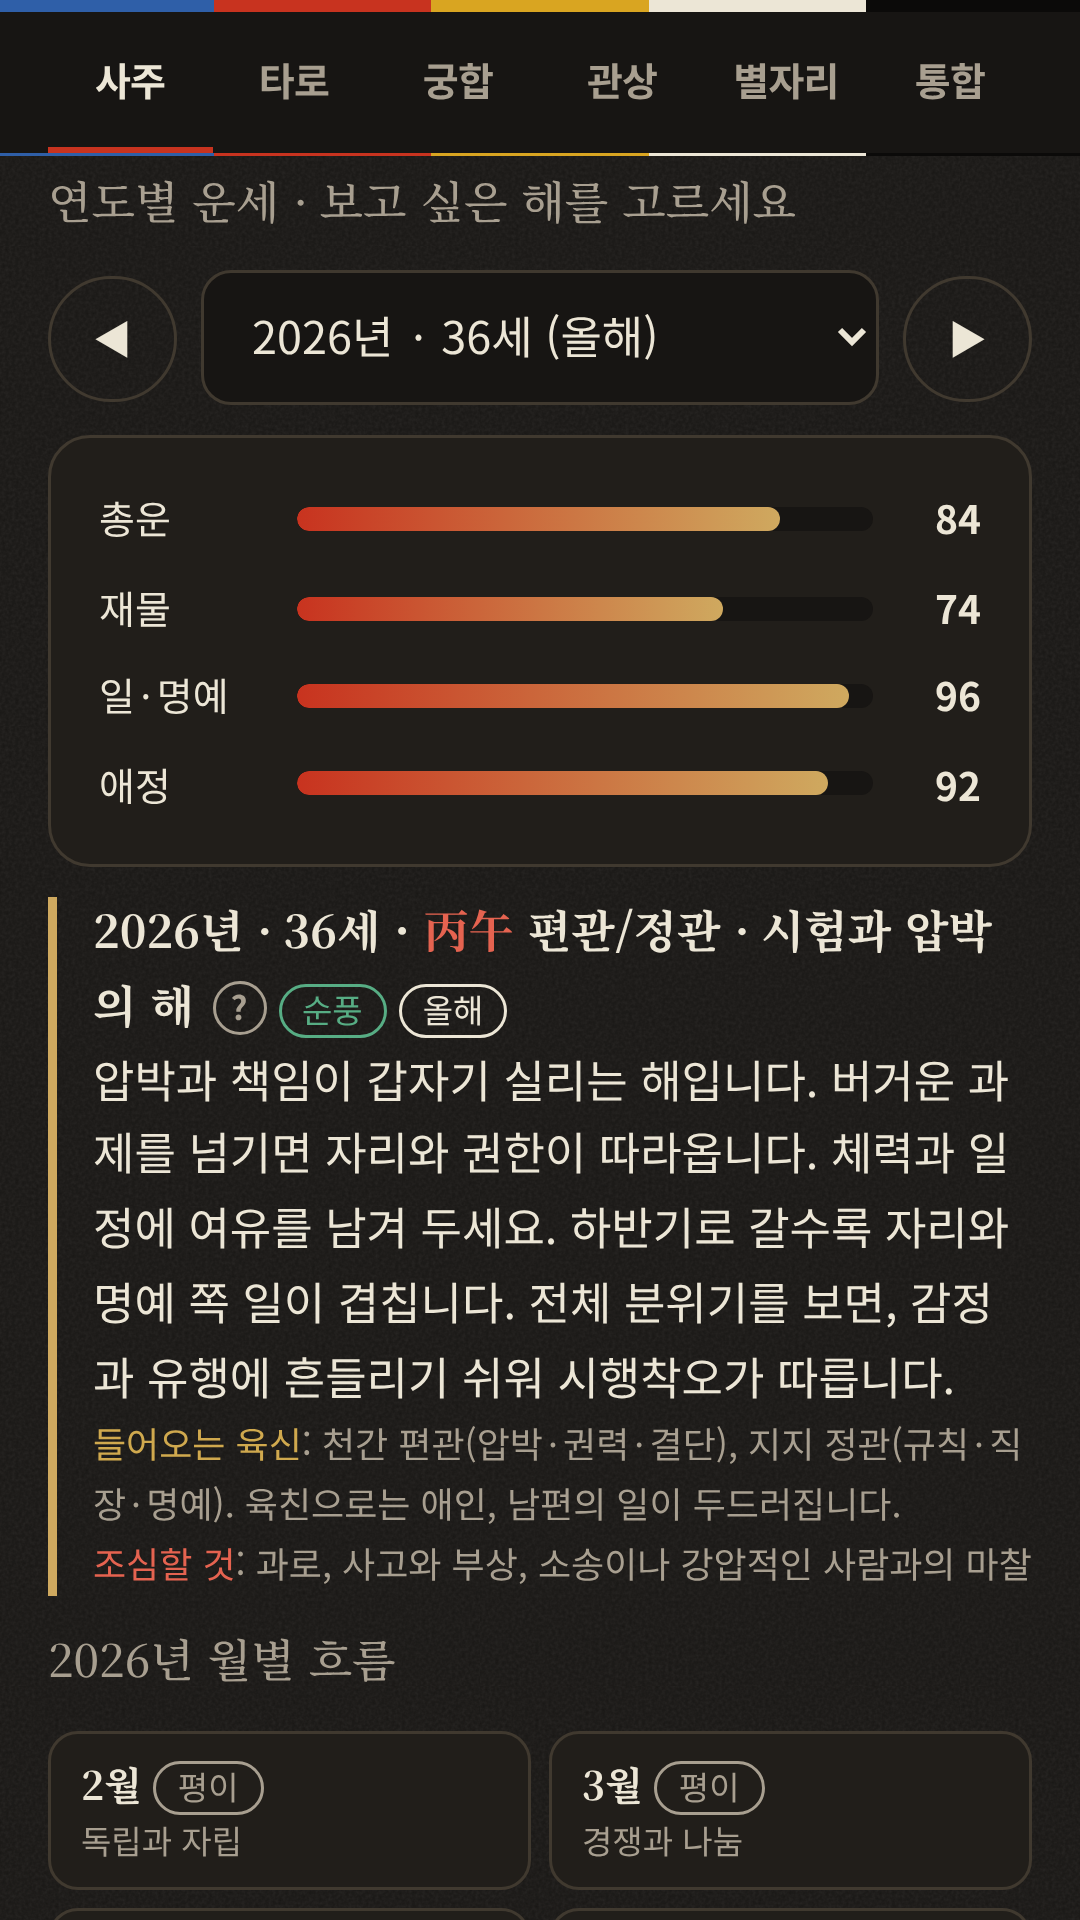 사주 타로 궁합 관상 별자리 통합
연도별 운세 · 보고 싶은 해를 고르세요
◀ 2026년 · 36세 (올해) ▶
총운 84
재물 74
일·명예 96
애정 92
2026년 · 36세 · 丙午 편관/정관 · 시험과 압박
의 해 ? 순풍 올해
압박과 책임이 갑자기 실리는 해입니다. 버거운 과
제를 넘기면 자리와 권한이 따라옵니다. 체력과 일
정에 여유를 남겨 두세요. 하반기로 갈수록 자리와
명예 쪽 일이 겹칩니다. 전체 분위기를 보면, 감정
과 유행에 흔들리기 쉬워 시행착오가 따릅니다.
들어오는 육신: 천간 편관(압박·권력·결단), 지지 정관(규칙·직
장·명예). 육친으로는 애인, 남편의 일이 두드러집니다.
조심할 것: 과로, 사고와 부상, 소송이나 강압적인 사람과의 마찰
2026년 월별 흐름
2월 평이
독립과 자립
3월 평이
경쟁과 나눔